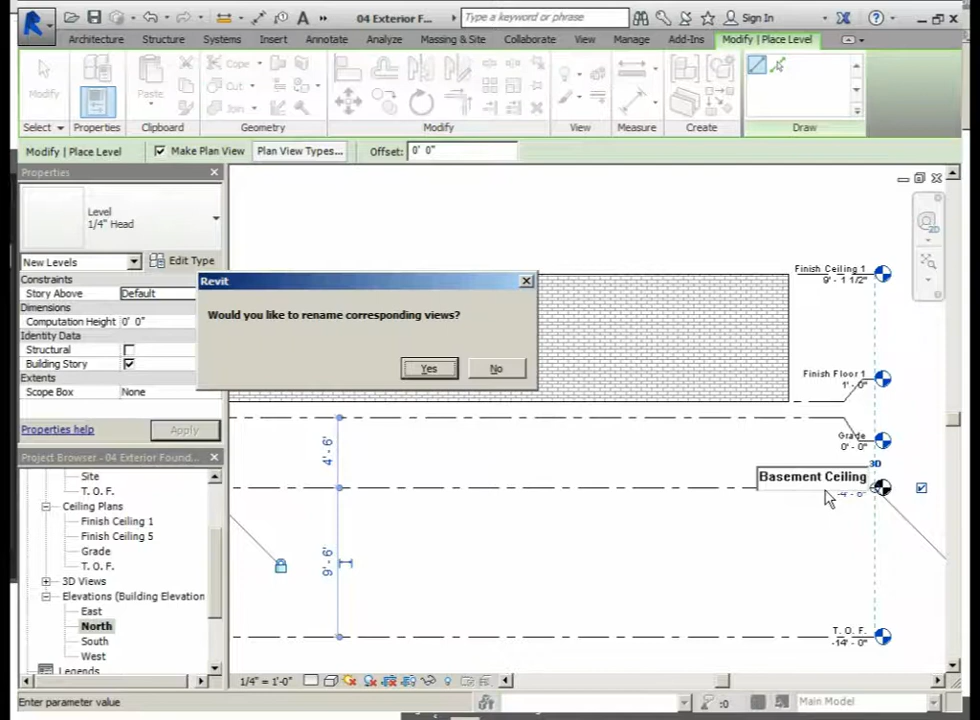 04 Exterior F...
Type a keyword or phrase
Sign In
Architecture
Structure
Systems
Insert
Annotate
Analyze
Massing & Site
Collaborate
View
Manage
Add-Ins
Modify | Place Level
Modify
Paste
Cope
Cut
Join
Select
Properties
Clipboard
Geometry
Modify
View
Measure
Create
Draw
Modify | Place Level
Make Plan View
Plan View Types...
Offset:
0' 0"
Properties
Level
1/4" Head
New Levels
Edit Type
Constraints
Story Above
Default
Dimensions
Computation Height
0' 0"
Identity Data
Structural
Building Story
Extents
Scope Box
None
Properties help
Apply
Revit
Would you like to rename corresponding views?
Yes
No
Finish Ceiling 1
9' - 1 1/2"
Finish Floor 1
1' - 0"
Grade
0' - 0"
3D
Basement Ceiling
-4' - 6"
4' - 6"
9' - 6"
T. O. F.
-14' - 0"
2D
Project Browser - 04 Exterior Found...
Site
T. O. F.
Ceiling Plans
Finish Ceiling 1
Finish Ceiling 5
Grade
T. O. F.
3D Views
Elevations (Building Elevation
East
North
South
West
Legends
1/4" = 1'-0"
Enter parameter value
:0
Main Model